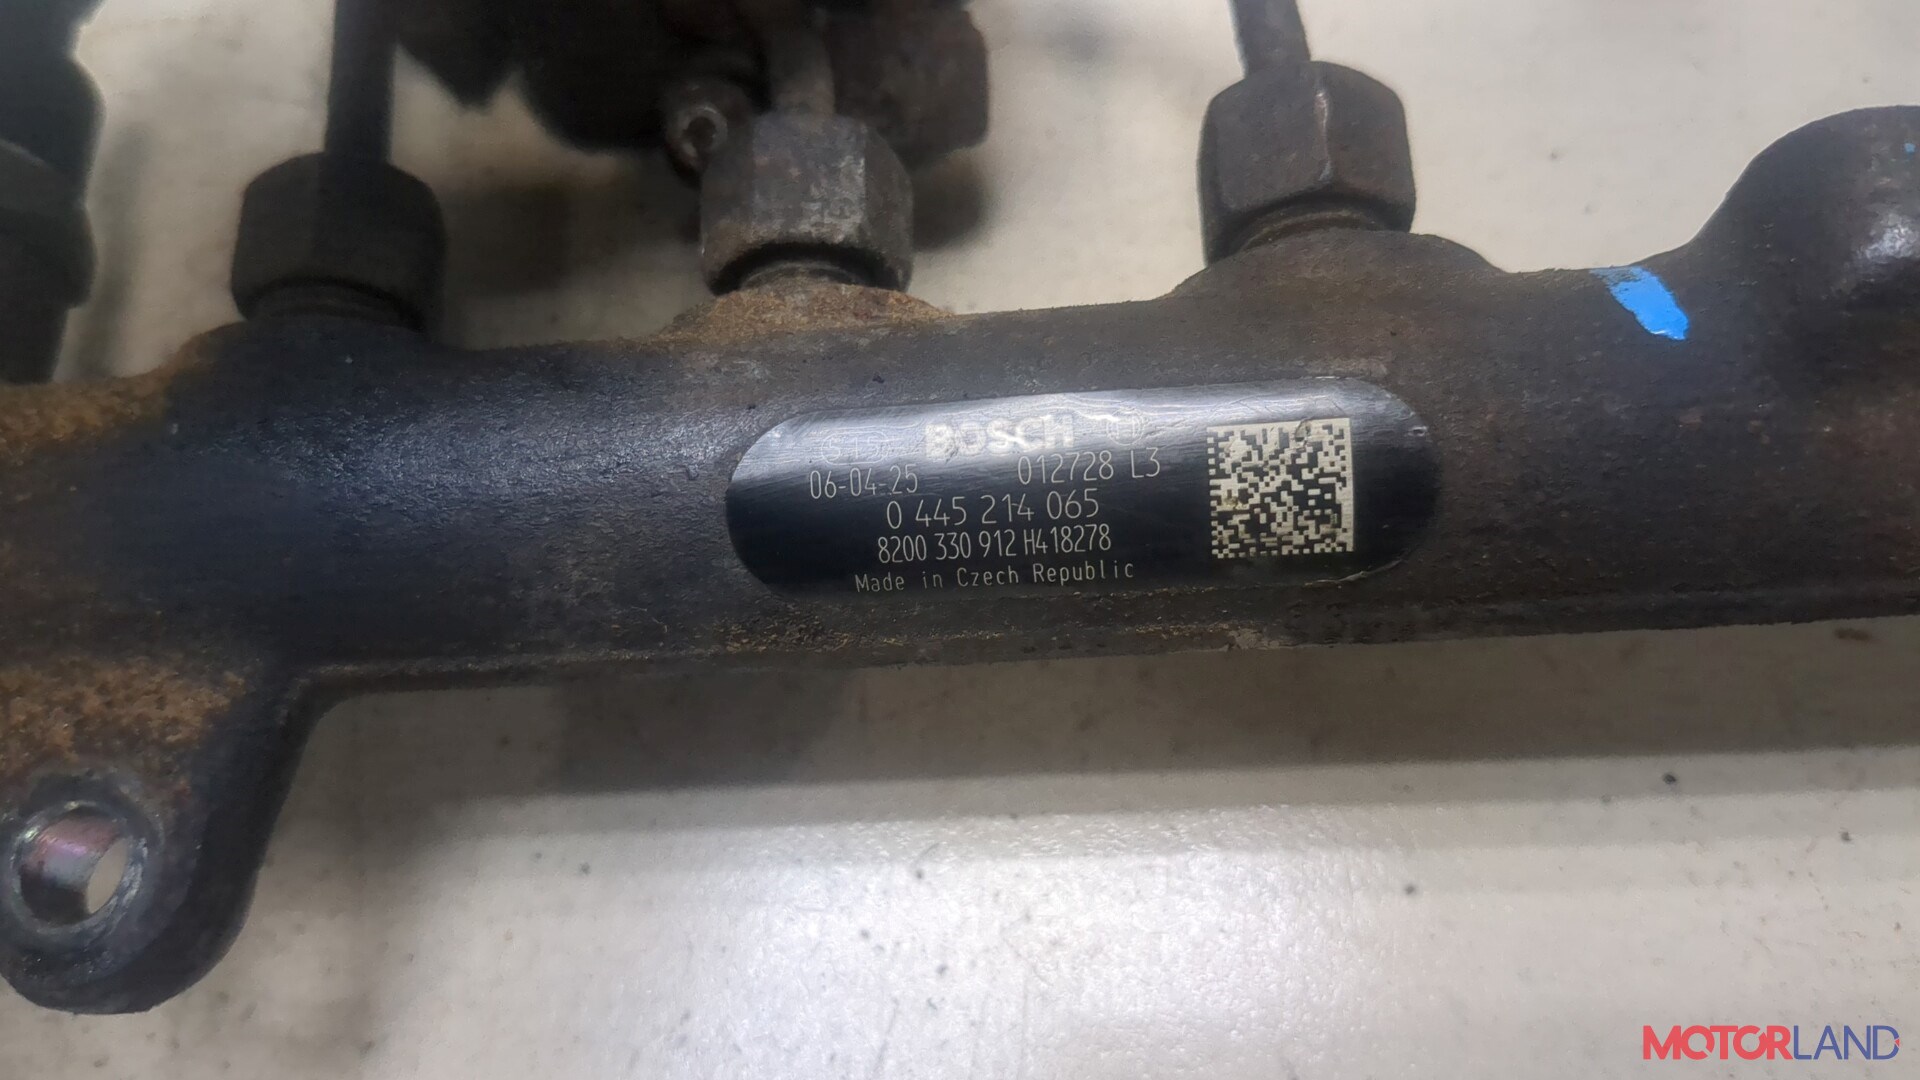 BOSCH
06-04-25 012728 L3
0 445 214 065
8200 330 912 H418278
Made in Czech Republic
MOTORLAND